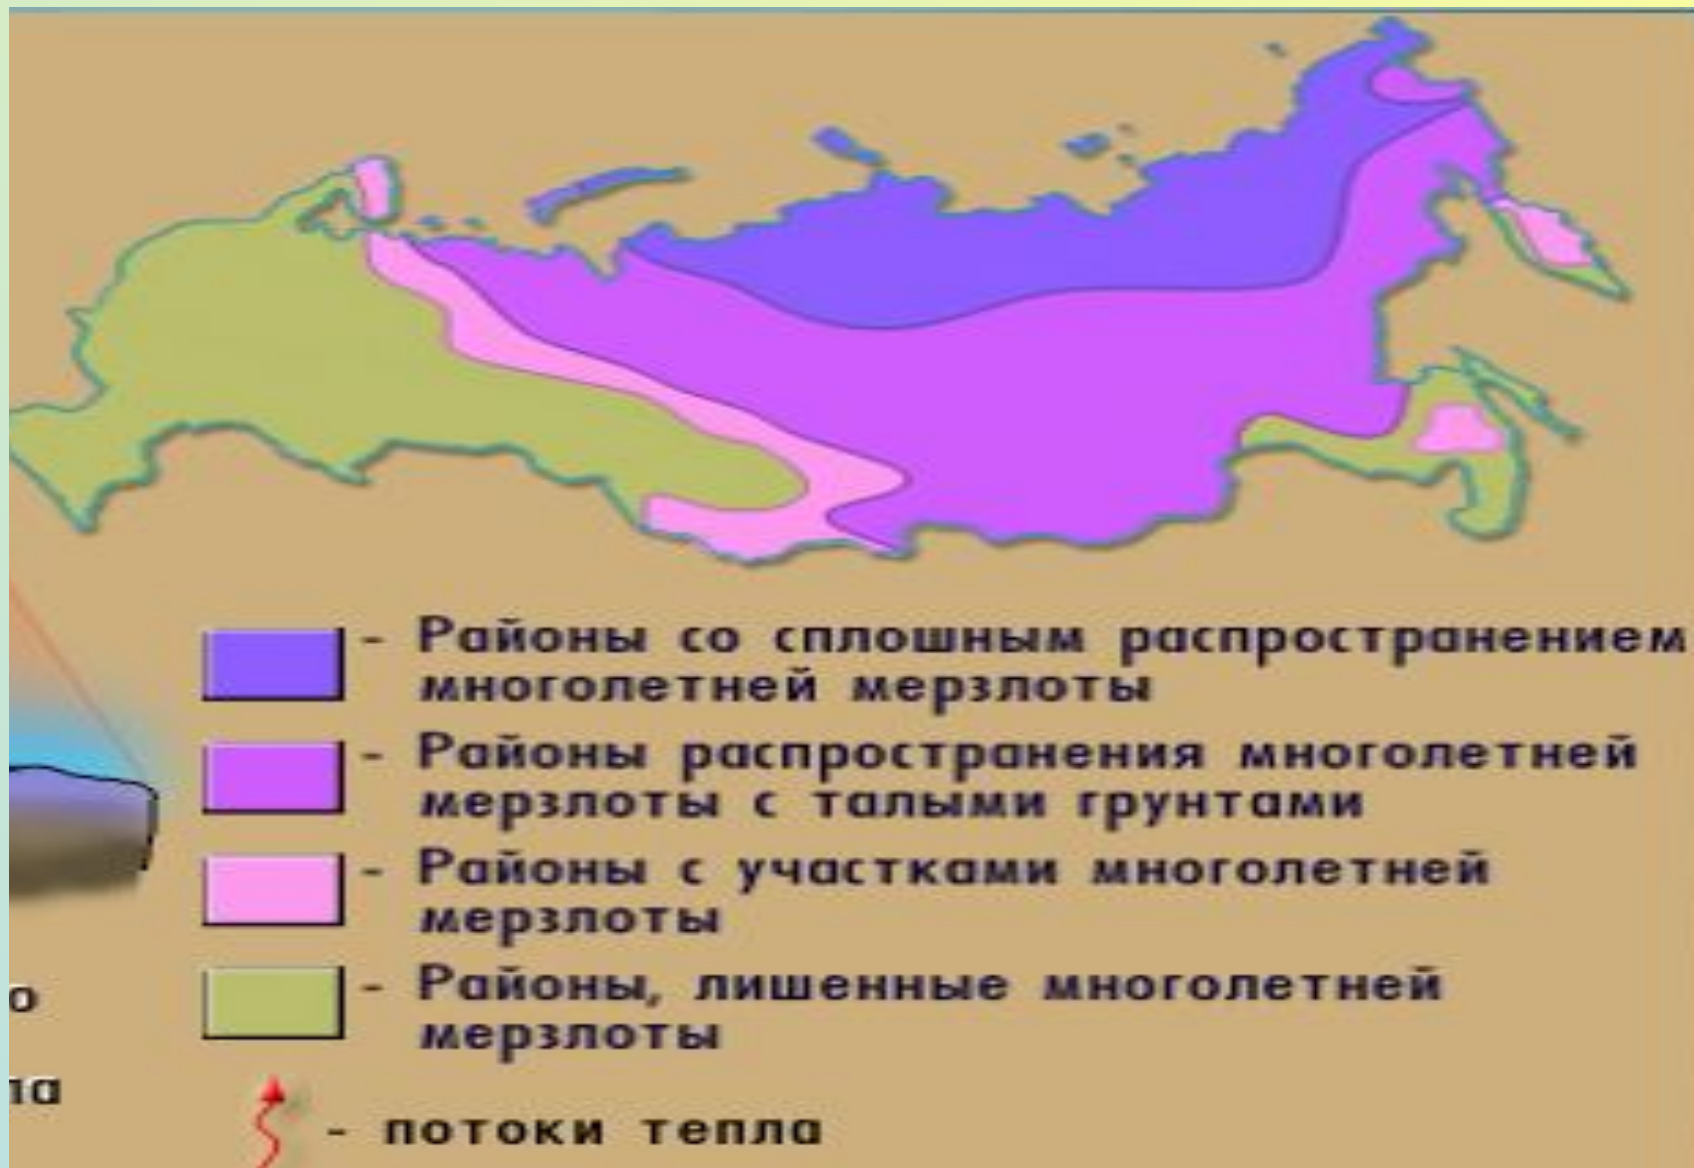 - Районы со сплошным распространением
многолетней мерзлоты
- Районы распространения многолетней
мерзлоты с талыми грунтами
- Районы с участками многолетней
мерзлоты
- Районы, лишенные многолетней
мерзлоты
- потоки тепла